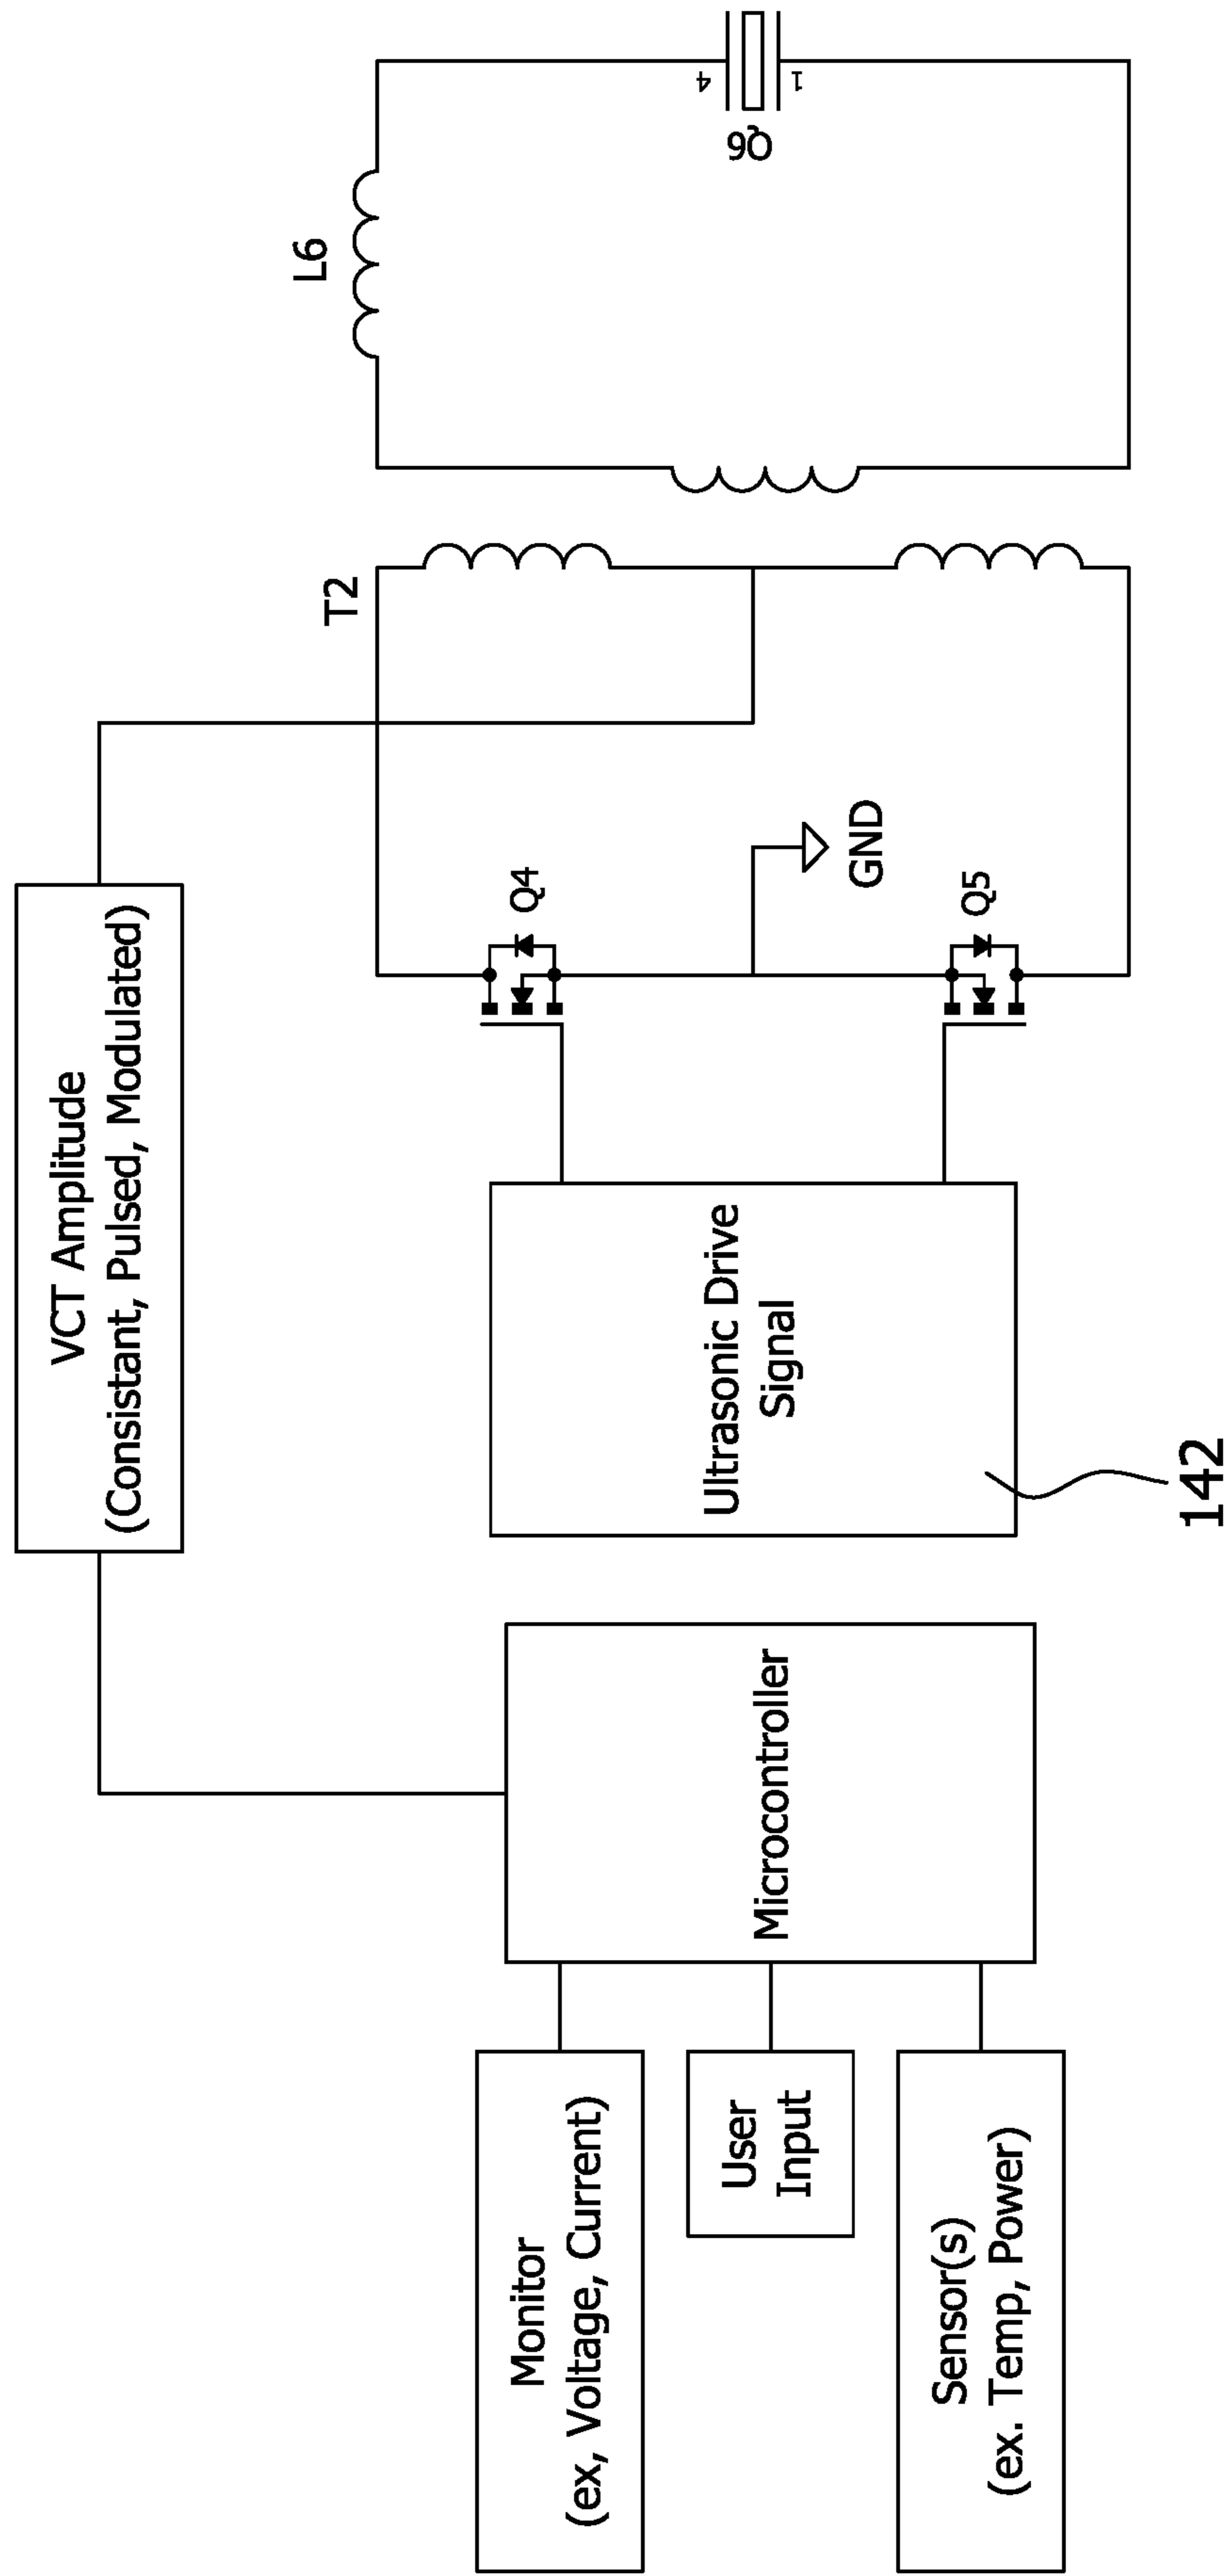 VCT Amplitude
(Consistant, Pulsed, Modulated)
Monitor
(ex, Voltage, Current)
User
Input
Sensor(s)
(ex. Temp, Power)
Microcontroller
Ultrasonic Drive
Signal
142
Q4
GND
Q5
T2
L6
4
Q6
1